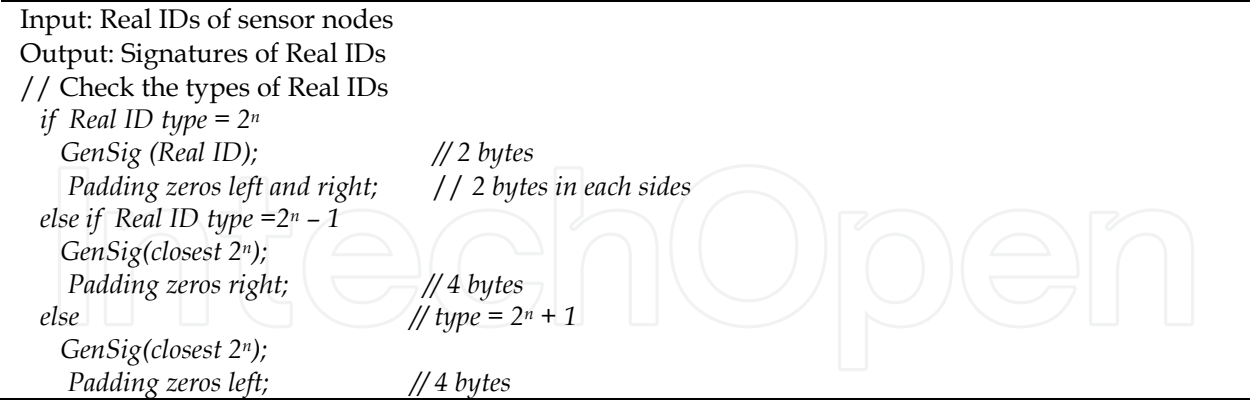 Input: Real IDs of sensor nodes
Output: Signatures of Real IDs
// Check the types of Real IDs
if Real ID type = 2ⁿ
GenSig (Real ID); // 2 bytes
Padding zeros left and right; // 2 bytes in each sides
else if Real ID type =2ⁿ – 1
GenSig(closest 2ⁿ);
Padding zeros right; // 4 bytes
else // type = 2ⁿ + 1
GenSig(closest 2ⁿ);
Padding zeros left; // 4 bytes
IntechOpen